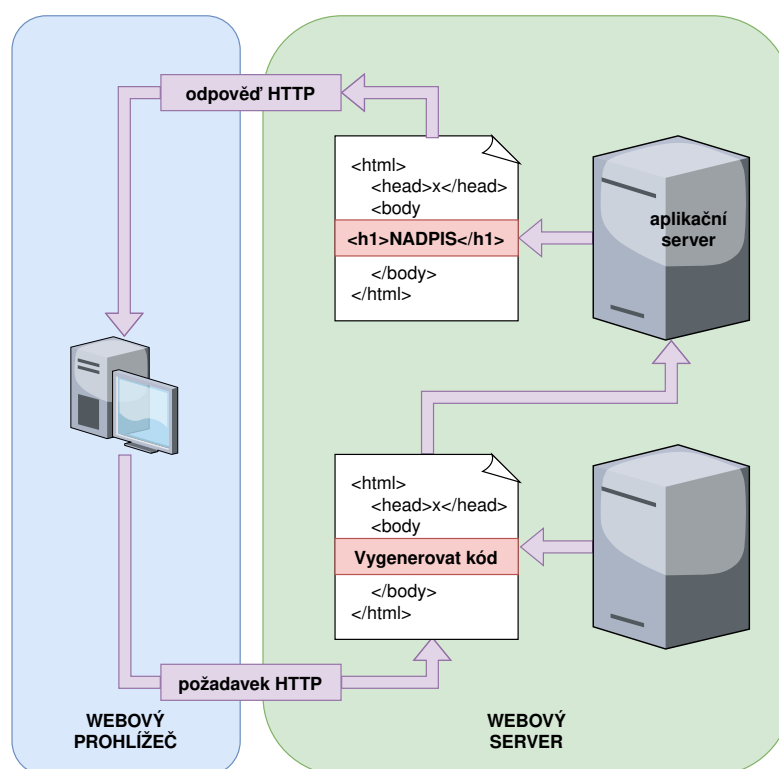 odpověď HTTP
<html>
<head>x</head>
<body
<h1>NADPIS</h1>
</body>
</html>
aplikační
server
<html>
<head>x</head>
<body
Vygenerovat kód
</body>
</html>
požadavek HTTP
WEBOVÝ
PROHLÍŽEČ
WEBOVÝ
SERVER